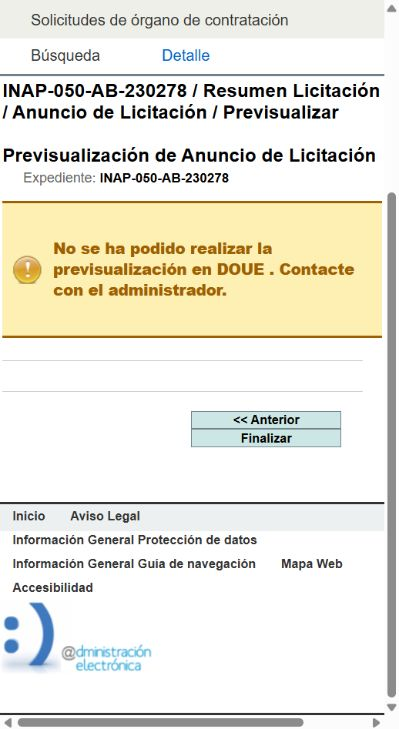 Solicitudes de órgano de contratación
Búsqueda Detalle
INAP-050-AB-230278 / Resumen Licitación
/ Anuncio de Licitación / Previsualizar
Previsualización de Anuncio de Licitación
Expediente: INAP-050-AB-230278
No se ha podido realizar la
previsualización en DOUE . Contacte
con el administrador.
<< Anterior
Finalizar
Inicio Aviso Legal
Información General Protección de datos
Información General Guía de navegación Mapa Web
Accesibilidad
:) @dministración
electrónica